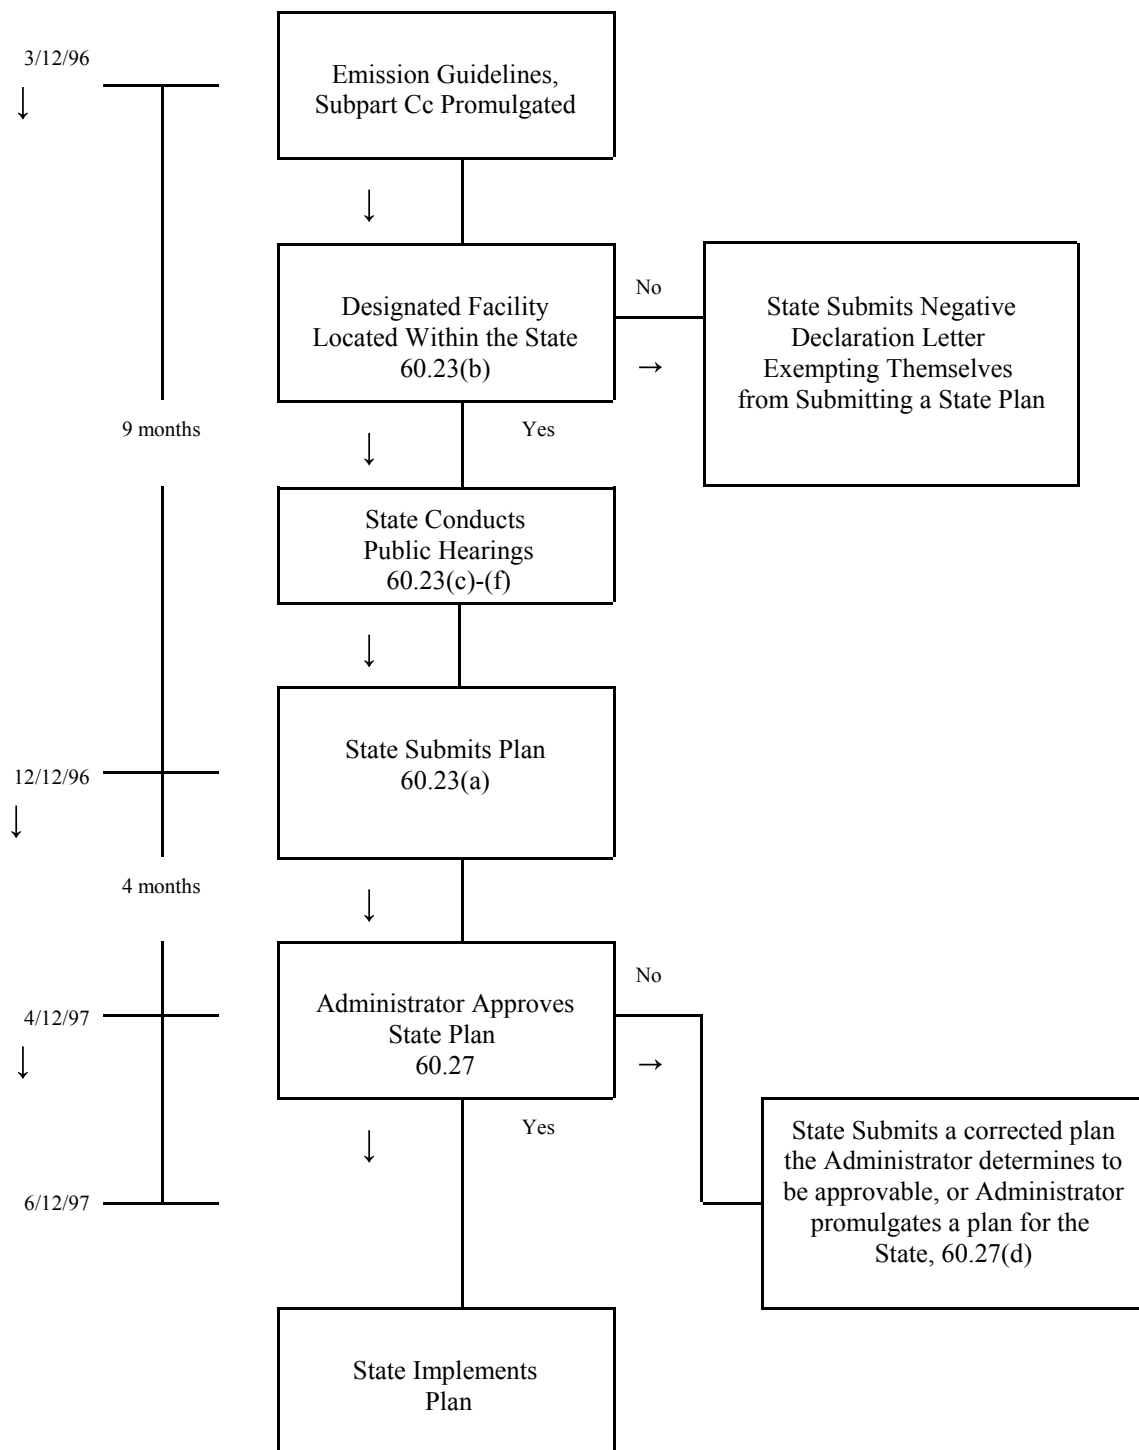 3/12/96
Emission Guidelines,
Subpart Cc Promulgated
Designated Facility
Located Within the State
60.23(b)
No
State Submits Negative
Declaration Letter
Exempting Themselves
from Submitting a State Plan
9 months
Yes
State Conducts
Public Hearings
60.23(c)-(f)
State Submits Plan
60.23(a)
12/12/96
4 months
Administrator Approves
State Plan
60.27
No
4/12/97
Yes
State Submits a corrected plan
the Administrator determines to
be approvable, or Administrator
promulgates a plan for the
State, 60.27(d)
6/12/97
State Implements
Plan